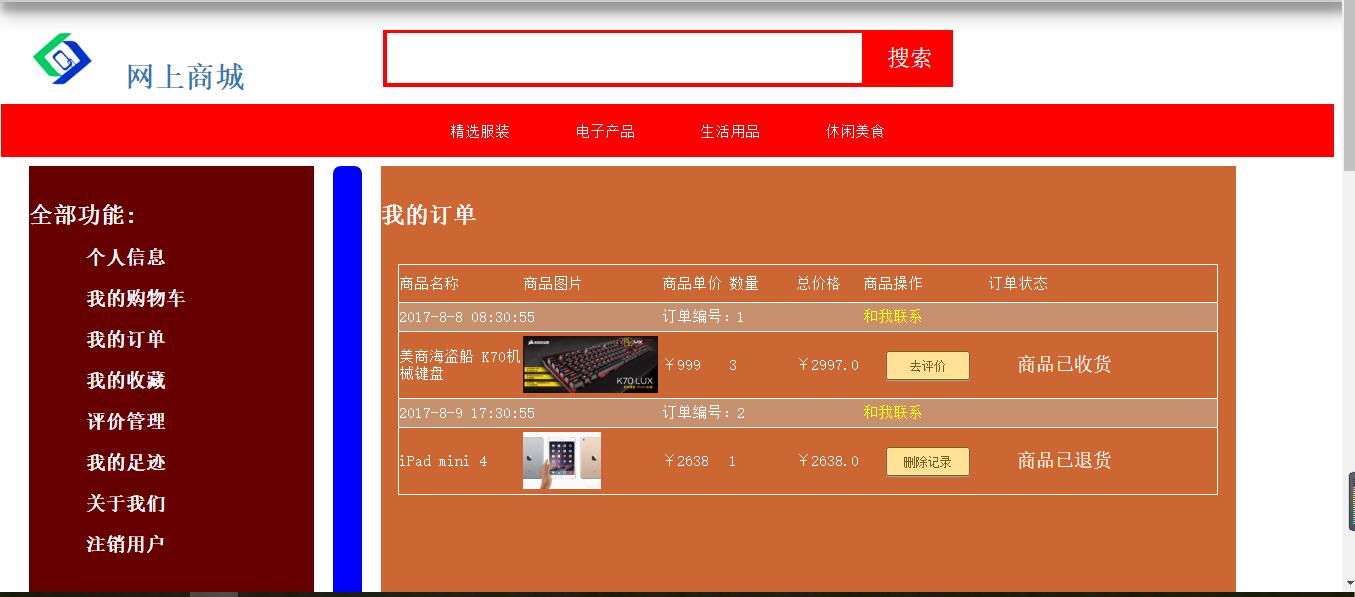 网上商城
搜索
精选服装 电子产品 生活用品 休闲美食
全部功能:
个人信息
我的购物车
我的订单
我的收藏
评价管理
我的足迹
关于我们
注销用户
我的订单
商品名称 商品图片 商品单价 数量 总价格 商品操作 订单状态
2017-8-8 08:30:55 订单编号：1 和我联系
美商海盗船 K70机
械键盘
K70 LUX
￥999 3 ￥2997.0 去评价 商品已收货
2017-8-9 17:30:55 订单编号：2 和我联系
iPad mini 4 ￥2638 1 ￥2638.0 删除记录 商品已退货